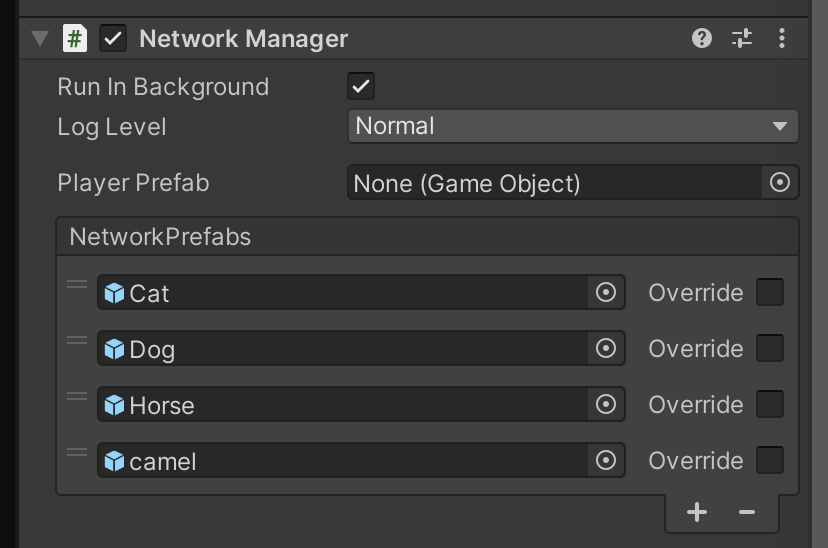 # Network Manager
Run In Background
Log Level Normal
Player Prefab None (Game Object)
NetworkPrefabs
Cat Override
Dog Override
Horse Override
camel Override